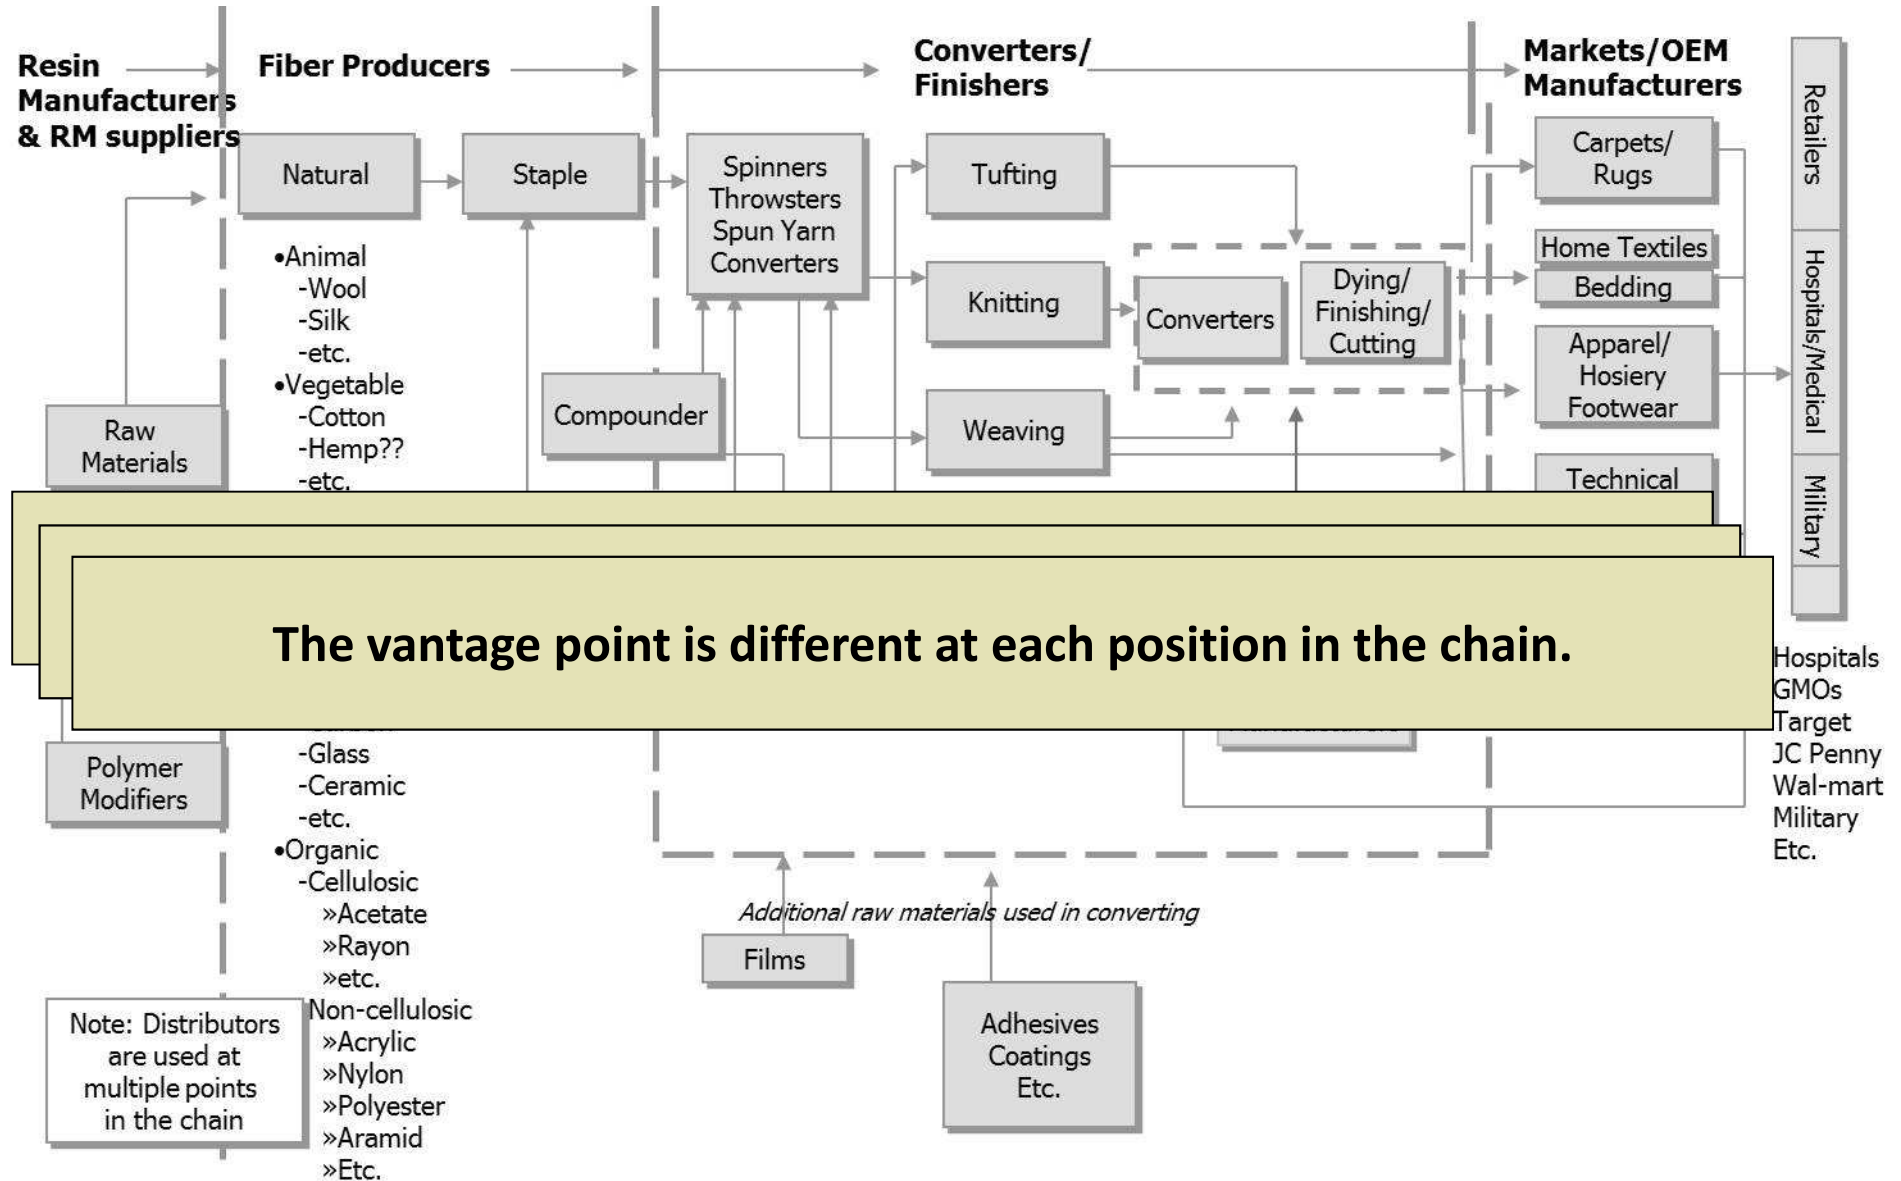 Resin
Manufacturers
& RM suppliers
Fiber Producers
Converters/
Finishers
Markets/OEM
Manufacturers
Natural
Staple
Spinners
Throwsters
Spun Yarn
Converters
Tufting
Knitting
Weaving
Converters
Dying/
Finishing/
Cutting
Carpets/
Rugs
Home Textiles
Bedding
Apparel/
Hosiery
Footwear
Technical
Retailers
Hospitals/Medical
Military
•Animal
-Wool
-Silk
-etc.
•Vegetable
-Cotton
-Hemp??
-etc.
Compounder
Raw
Materials
The vantage point is different at each position in the chain.
Polymer
Modifiers
-Glass
-Ceramic
-etc.
•Organic
-Cellulosic
»Acetate
»Rayon
»etc.
Non-cellulosic
»Acrylic
»Nylon
»Polyester
»Aramid
»Etc.
Hospitals
GMOs
Target
JC Penny
Wal-mart
Military
Etc.
Additional raw materials used in converting
Films
Adhesives
Coatings
Etc.
Note: Distributors
are used at
multiple points
in the chain